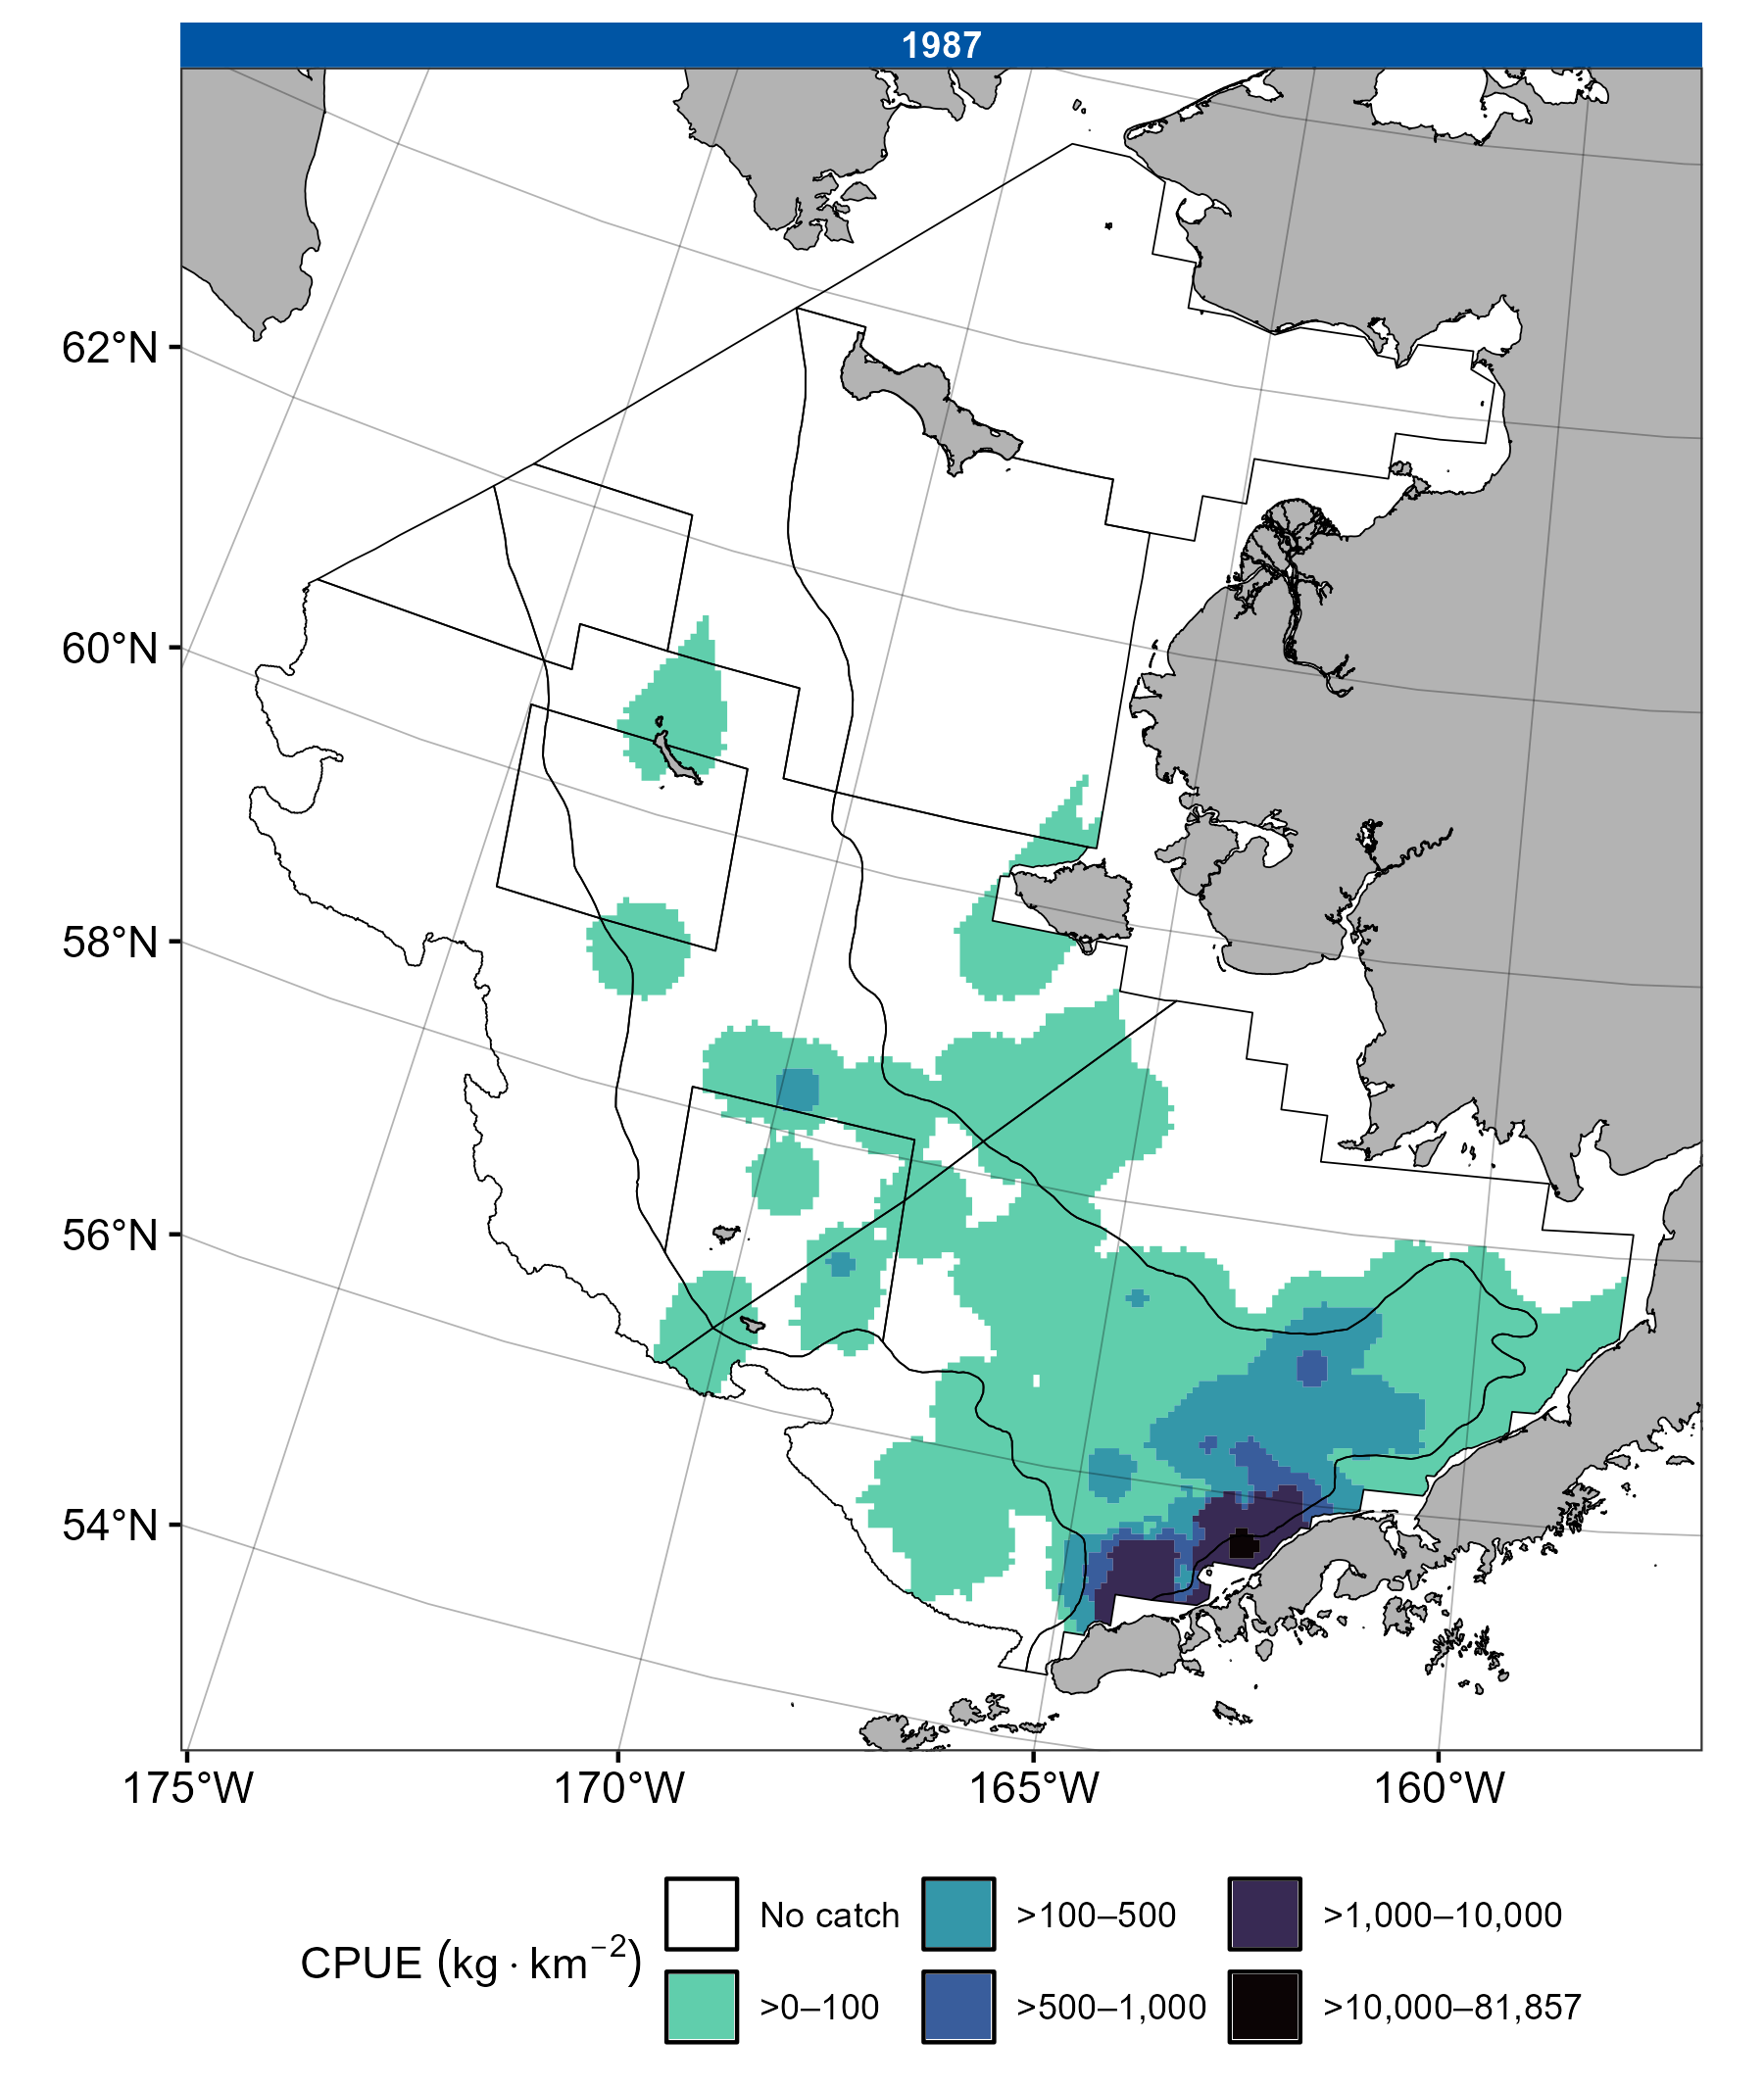 1987
62°N
60°N
58°N
56°N
54°N
175°W 170°W 165°W 160°W
CPUE (kg · km⁻²)
No catch >100–500 >1,000–10,000
>0–100 >500–1,000 >10,000–81,857